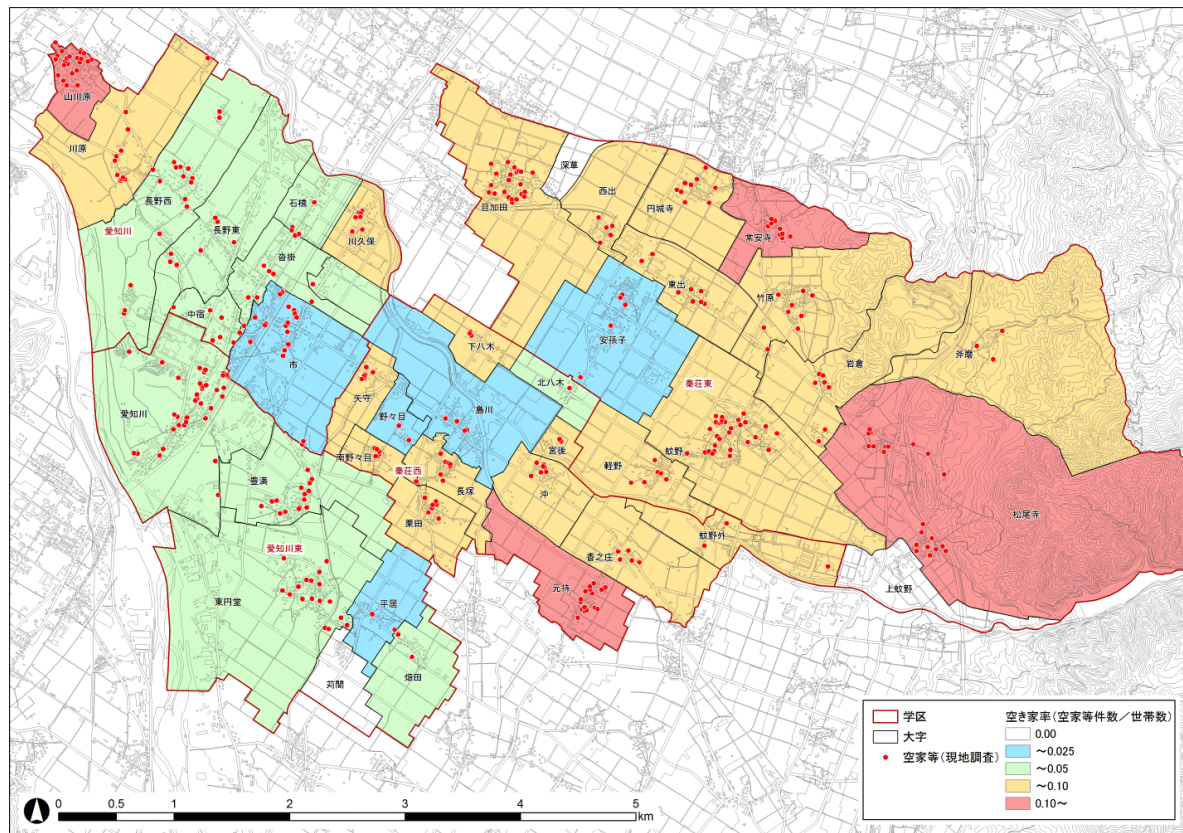 山川原
川原
深草
目加田
西出
円城寺
長野西
石橋
愛知川
長野東
川久保
常安寺
沓掛
東出
竹原
中宿
安孫子
斧磨
市
下八木
岩倉
北八木
秦荘東
愛知川
矢守
島川
野々目
宮後
南野々目
秦荘西
軽野
蚊野
長塚
沖
豊満
栗田
松尾寺
蚊野外
愛知川東
香之庄
上蚊野
元持
東円堂
平居
苅間
畑田
学区
大字
空家等(現地調査)
空き家率(空家等件数/世帯数)
0.00
～0.025
～0.05
～0.10
0.10～
0 0.5 1 2 3 4 5
km